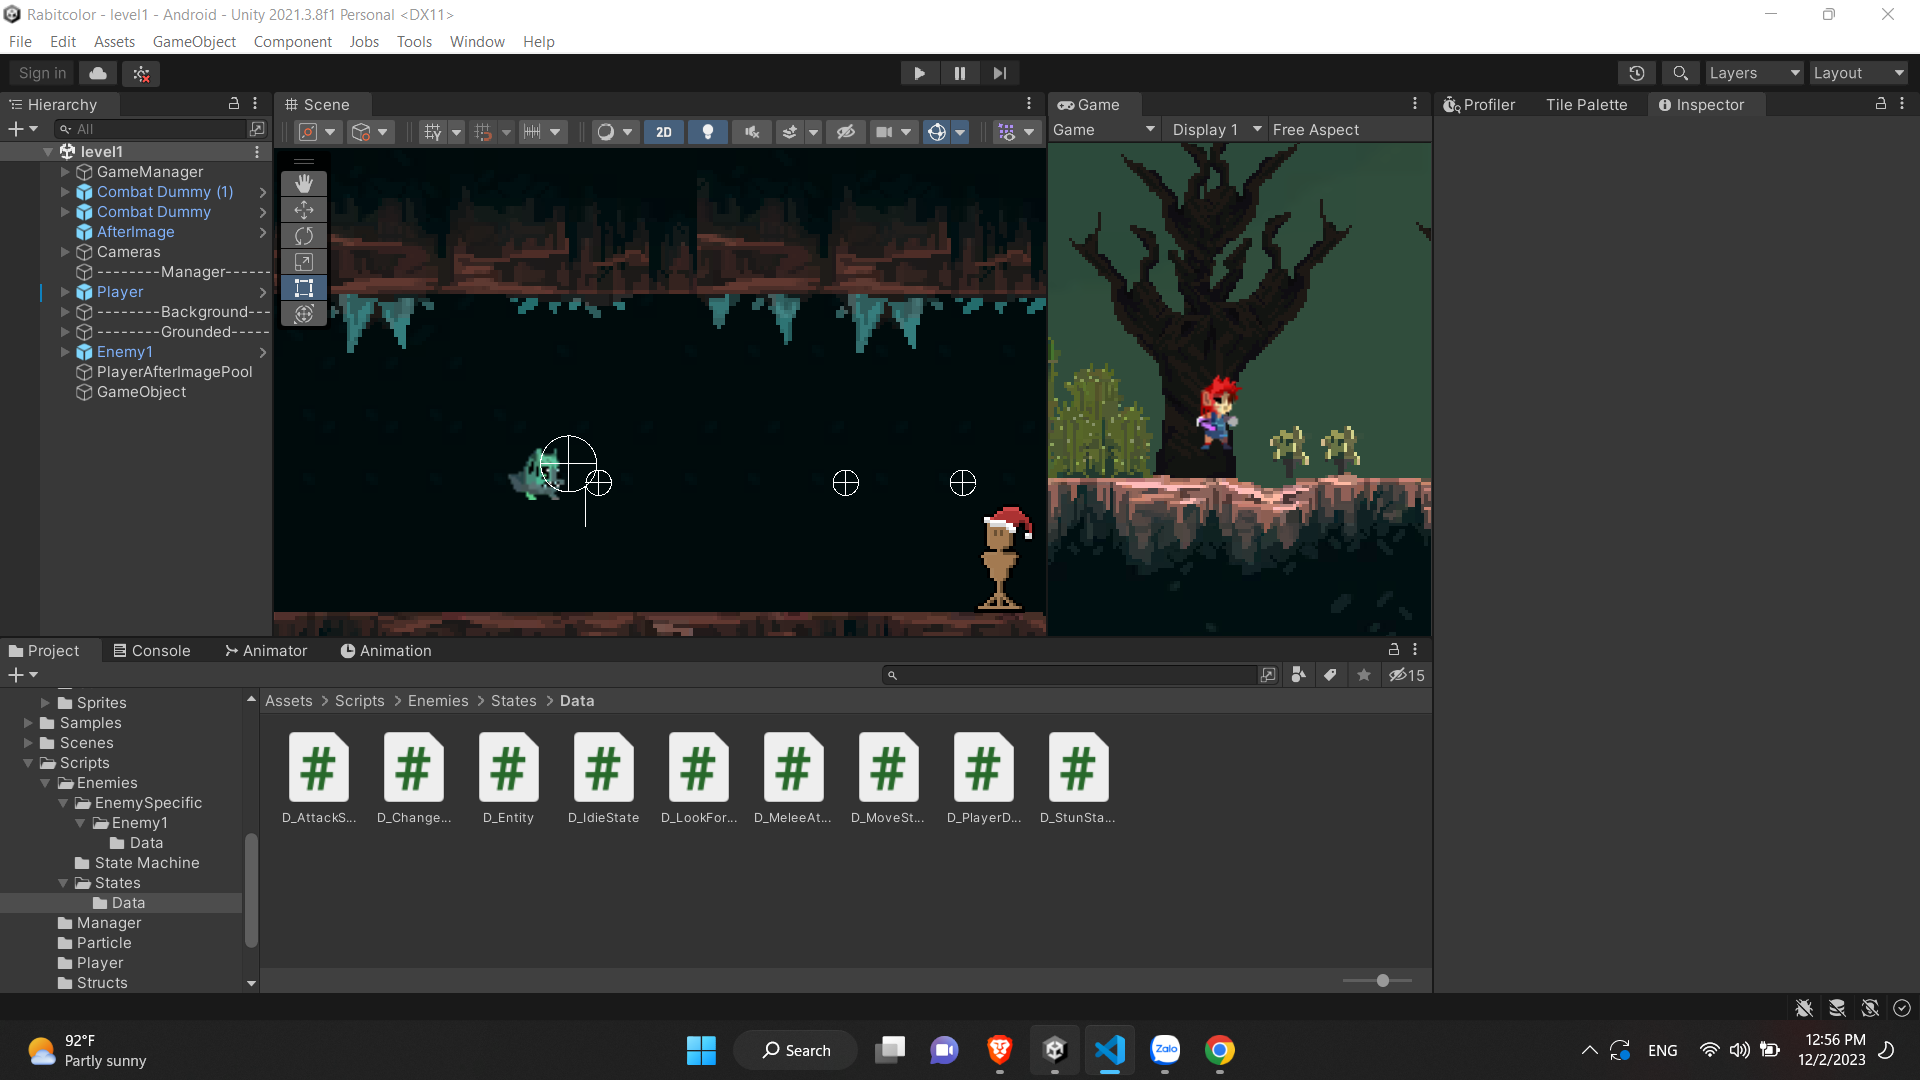 Rabitcolor - level1 - Android - Unity 2021.3.8f1 Personal <DX11>
File Edit Assets GameObject Component Jobs Tools Window Help
Sign in
Layers
Layout
Hierarchy
All
level1
GameManager
Combat Dummy (1)
Combat Dummy
AfterImage
Cameras
--------Manager------
Player
--------Background---
--------Grounded-----
Enemy1
PlayerAfterImagePool
GameObject
Scene
2D
Game
Game Display 1 Free Aspect
Profiler Tile Palette Inspector
Project Console Animator Animation
15
Sprites
Samples
Scenes
Scripts
Enemies
EnemySpecific
Enemy1
Data
State Machine
States
Data
Manager
Particle
Player
Structs
Assets > Scripts > Enemies > States > Data
D_AttackS... D_Change... D_Entity D_IdieState D_LookFor... D_MeleeAt... D_MoveSt... D_PlayerD... D_StunSta...
92°F
Partly sunny
Search
Zalo
ENG
12:56 PM
12/2/2023